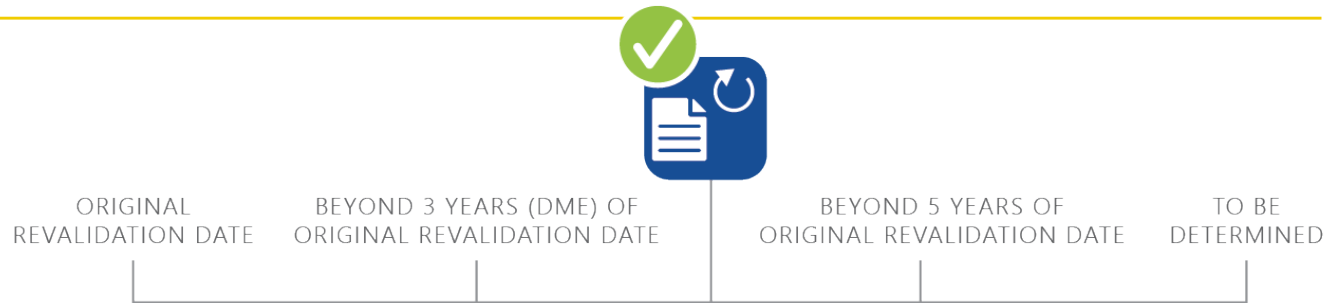 ORIGINAL
REVALIDATION DATE
BEYOND 3 YEARS (DME) OF
ORIGINAL REVALIDATION DATE
BEYOND 5 YEARS OF
ORIGINAL REVALIDATION DATE
TO BE
DETERMINED